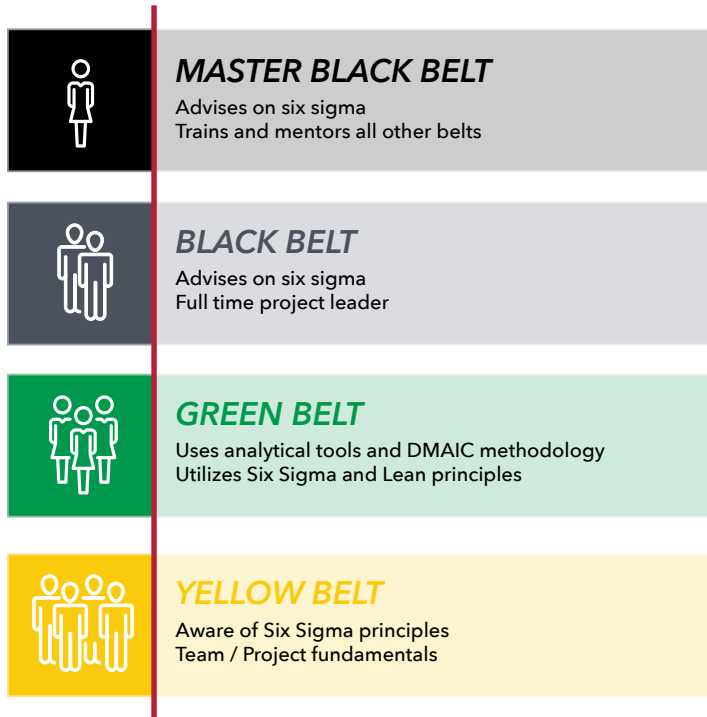 MASTER BLACK BELT
Advises on six sigma
Trains and mentors all other belts
BLACK BELT
Advises on six sigma
Full time project leader
GREEN BELT
Uses analytical tools and DMAIC methodology
Utilizes Six Sigma and Lean principles
YELLOW BELT
Aware of Six Sigma principles
Team / Project fundamentals